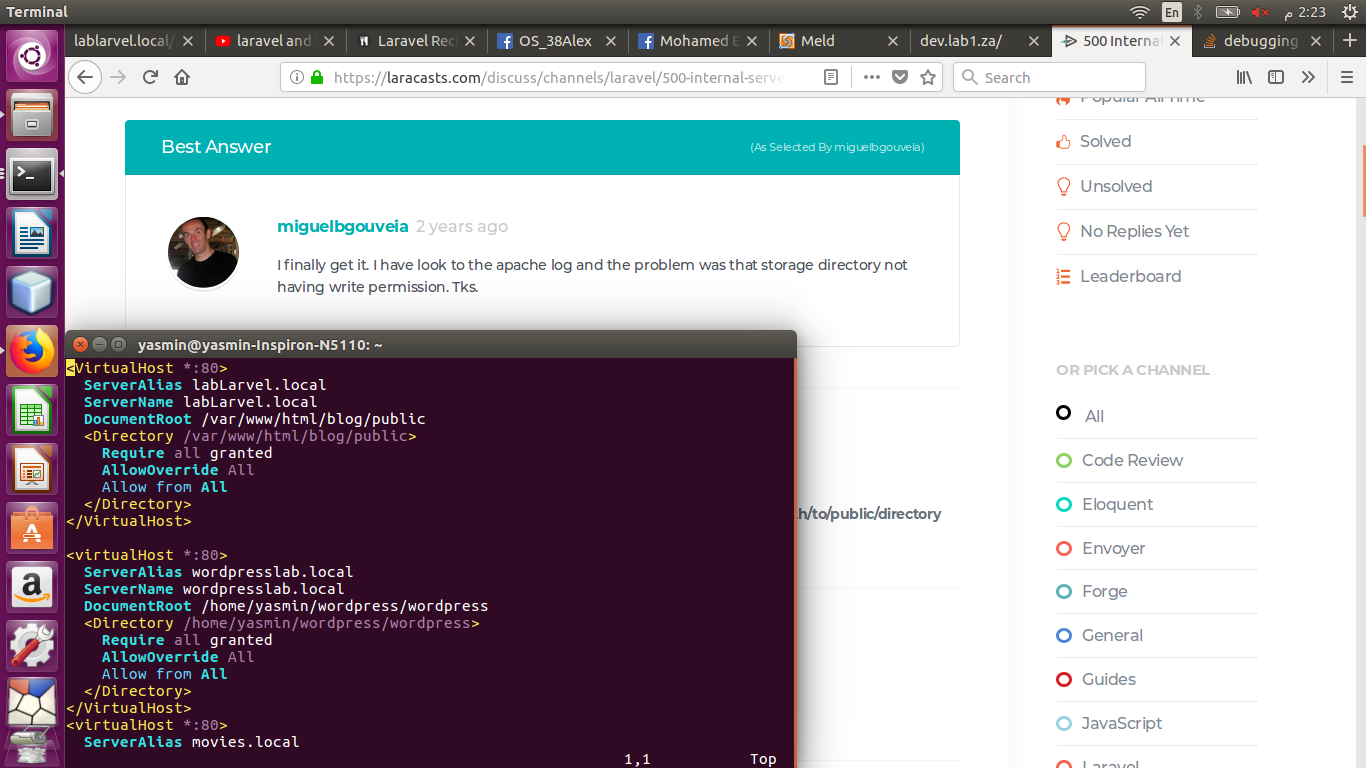 Terminal
En
2:23 م
lablarvel.local/
laravel and
Laravel Rec
OS_38Alex
Mohamed E
Meld
dev.lab1.za/
500 Interna
debugging
https://laracasts.com/discuss/channels/laravel/500-internal-serve
Search
Popular All Time
Best Answer
(As Selected By miguelbgouveia)
Solved
Unsolved
miguelbgouveia 2 years ago
No Replies Yet
I finally get it. I have look to the apache log and the problem was that storage directory not
having write permission. Tks.
Leaderboard
OR PICK A CHANNEL
All
Code Review
Eloquent
Envoyer
Forge
General
Guides
JavaScript
Laravel
h/to/public/directory
yasmin@yasmin-Inspiron-N5110: ~
<VirtualHost *:80>
ServerAlias labLarvel.local
ServerName labLarvel.local
DocumentRoot /var/www/html/blog/public
<Directory /var/www/html/blog/public>
Require all granted
AllowOverride All
Allow from All
</Directory>
</VirtualHost>
<virtualHost *:80>
ServerAlias wordpresslab.local
ServerName wordpresslab.local
DocumentRoot /home/yasmin/wordpress/wordpress
<Directory /home/yasmin/wordpress/wordpress>
Require all granted
AllowOverride All
Allow from All
</Directory>
</VirtualHost>
<virtualHost *:80>
ServerAlias movies.local
1,1 Top